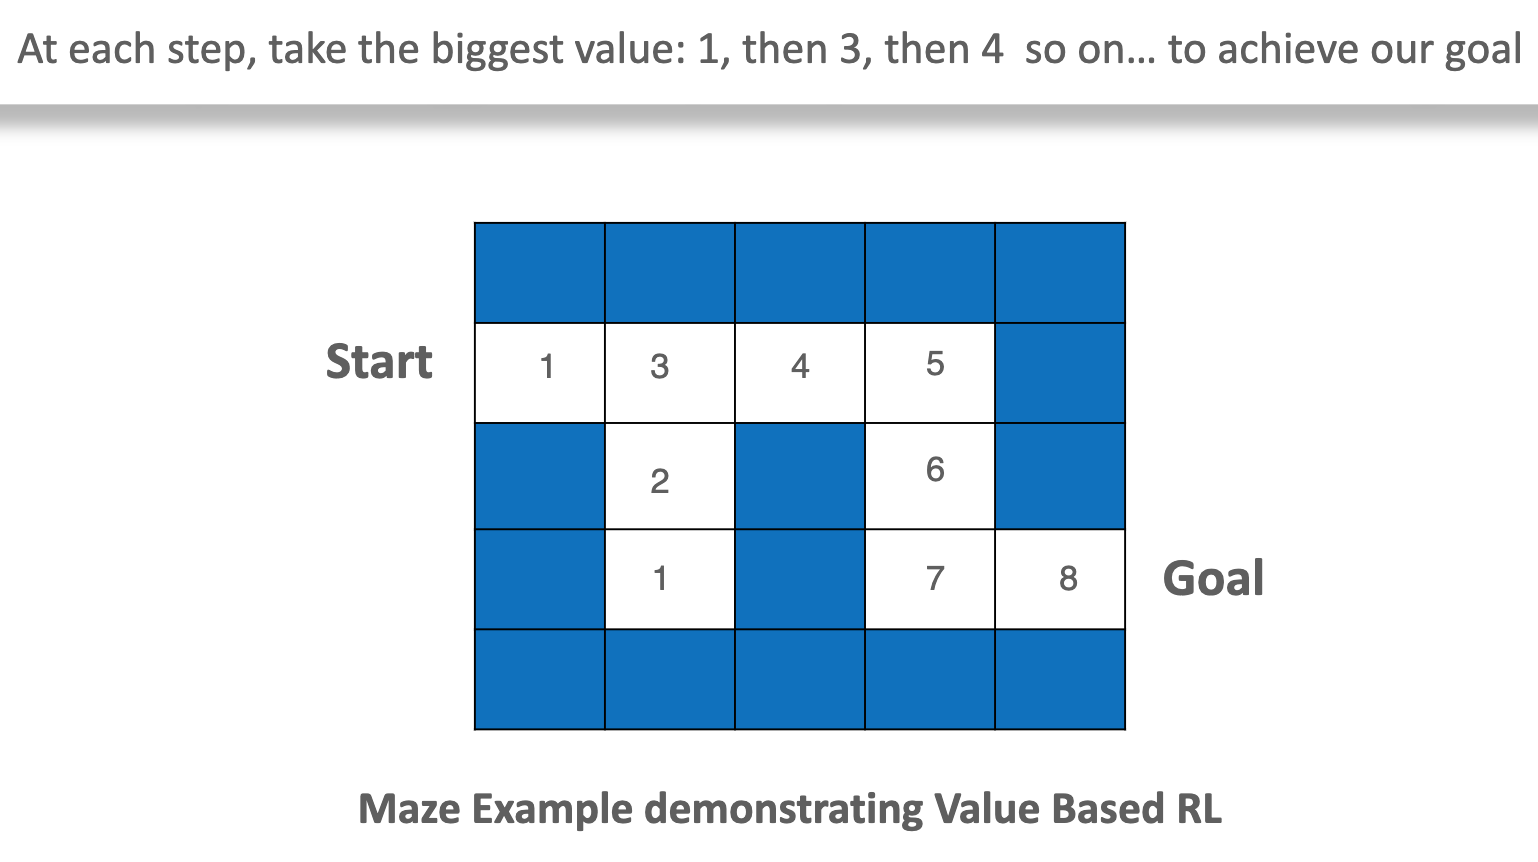 At each step, take the biggest value: 1, then 3, then 4  so on... to achieve our goal
Start
1 3 4 5
2 6
1 7 8
Goal
Maze Example demonstrating Value Based RL